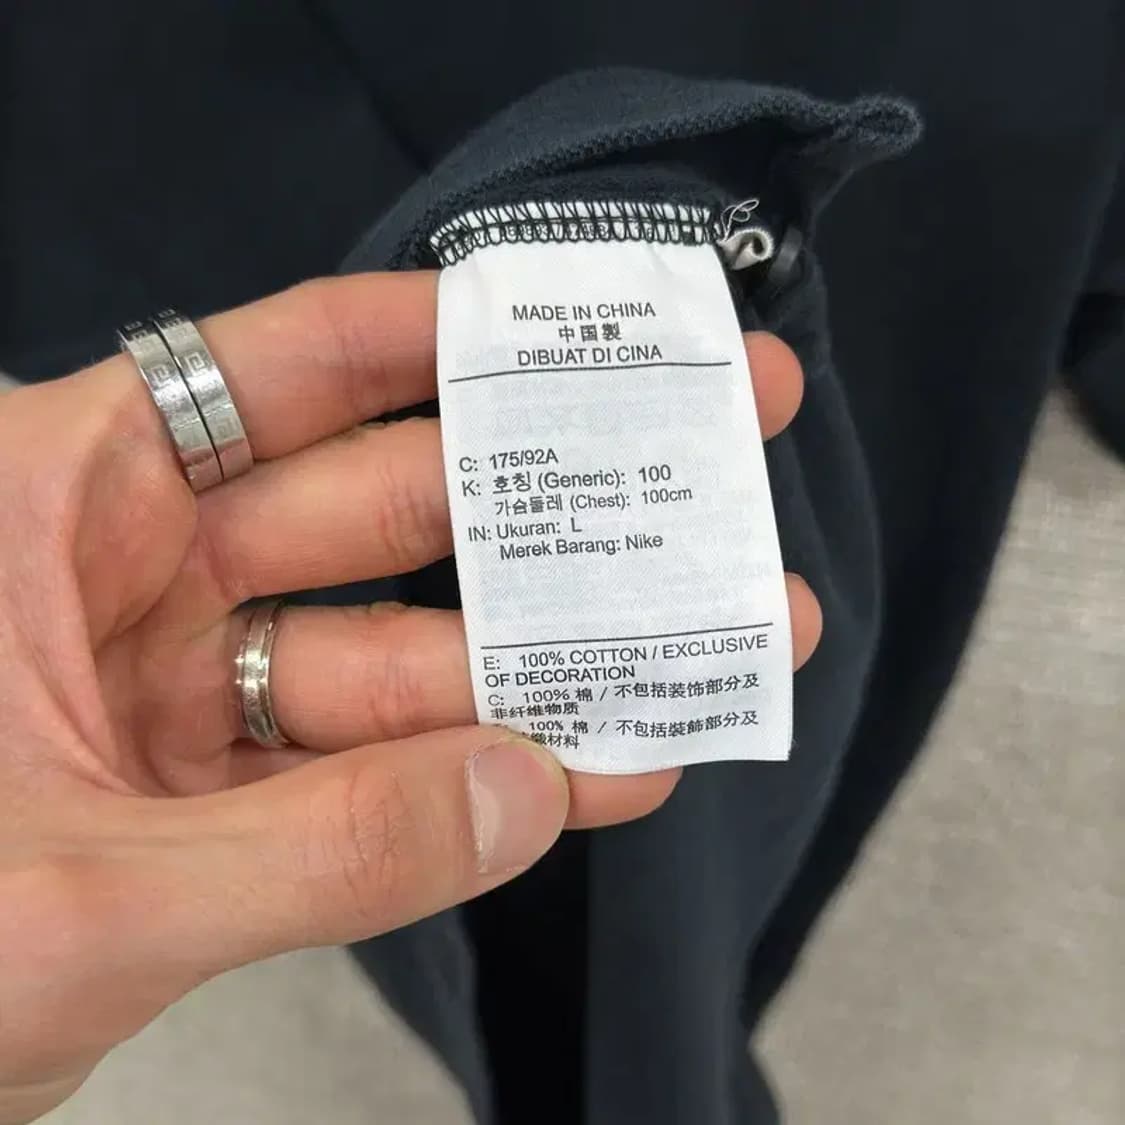 MADE IN CHINA
中国製
DIBUAT DI CINA
C: 175/92A
K: 호칭 (Generic): 100
가슴둘레 (Chest): 100cm
IN: Ukuran: L
Merek Barang: Nike
E: 100% COTTON / EXCLUSIVE
OF DECORATION
C: 100% 棉 / 不包括装饰部分及
非纤维物质
100% 棉 / 不包括裝飾部分及
材料